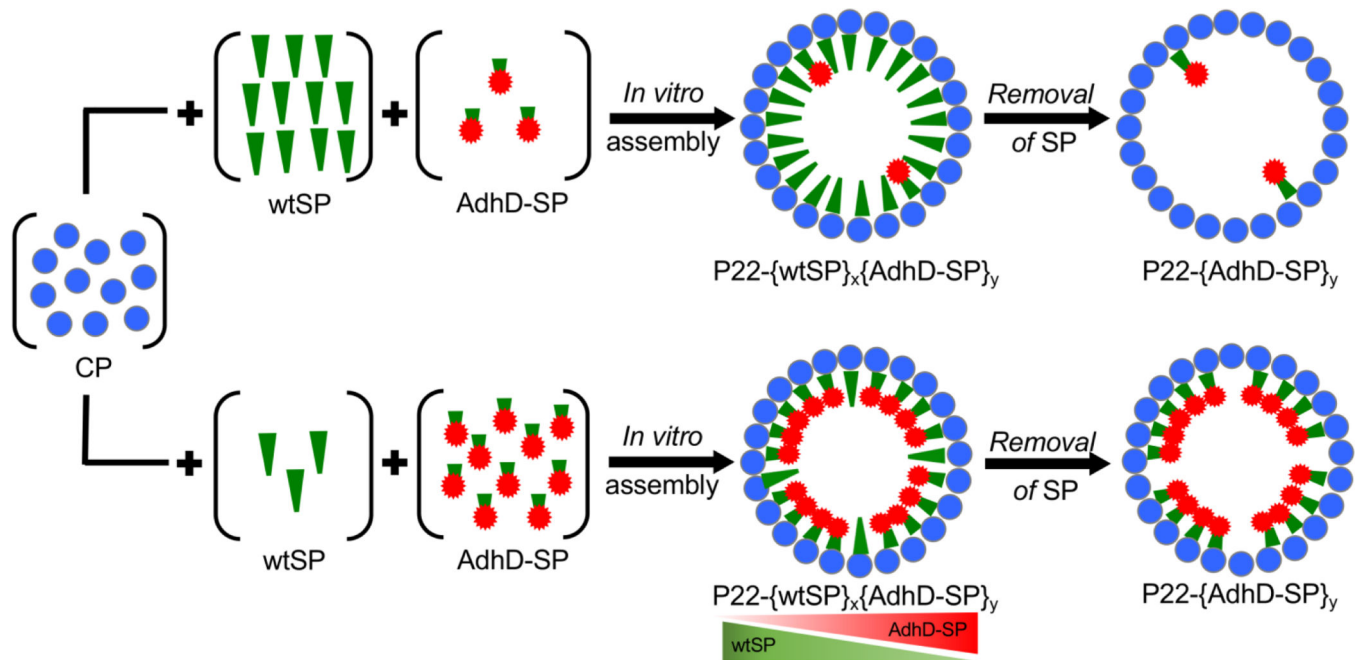 wtSP
AdhD-SP
In vitro
assembly
P22-{wtSP}ₓ{AdhD-SP}ᵧ
Removal
of SP
P22-{AdhD-SP}ᵧ
CP
wtSP
AdhD-SP
In vitro
assembly
P22-{wtSP}ₓ{AdhD-SP}ᵧ
Removal
of SP
P22-{AdhD-SP}ᵧ
AdhD-SP
wtSP